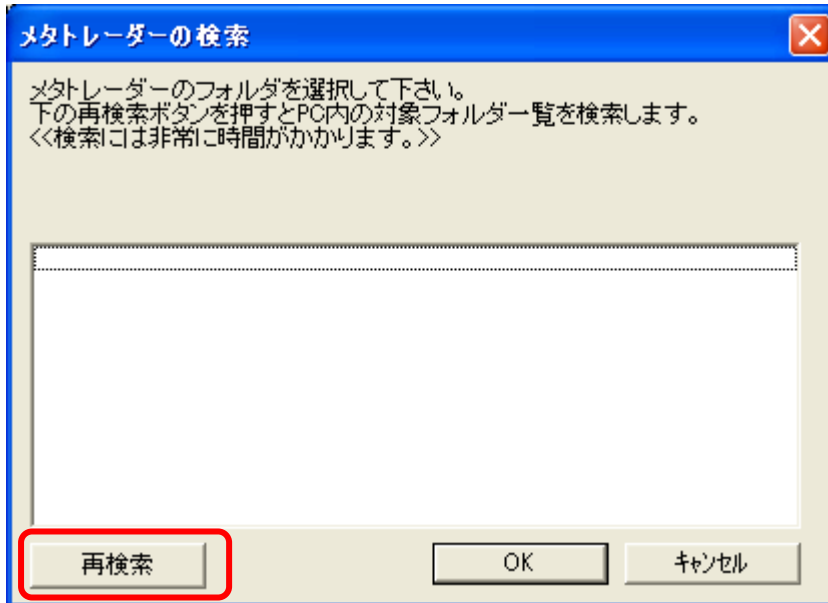 メタトレーダーの検索
メタトレーダーのフォルダを選択して下さい。
下の再検索ボタンを押すとPC内の対象フォルダ一覧を検索します。
<<検索には非常に時間がかかります。>>
再検索
OK
キャンセル